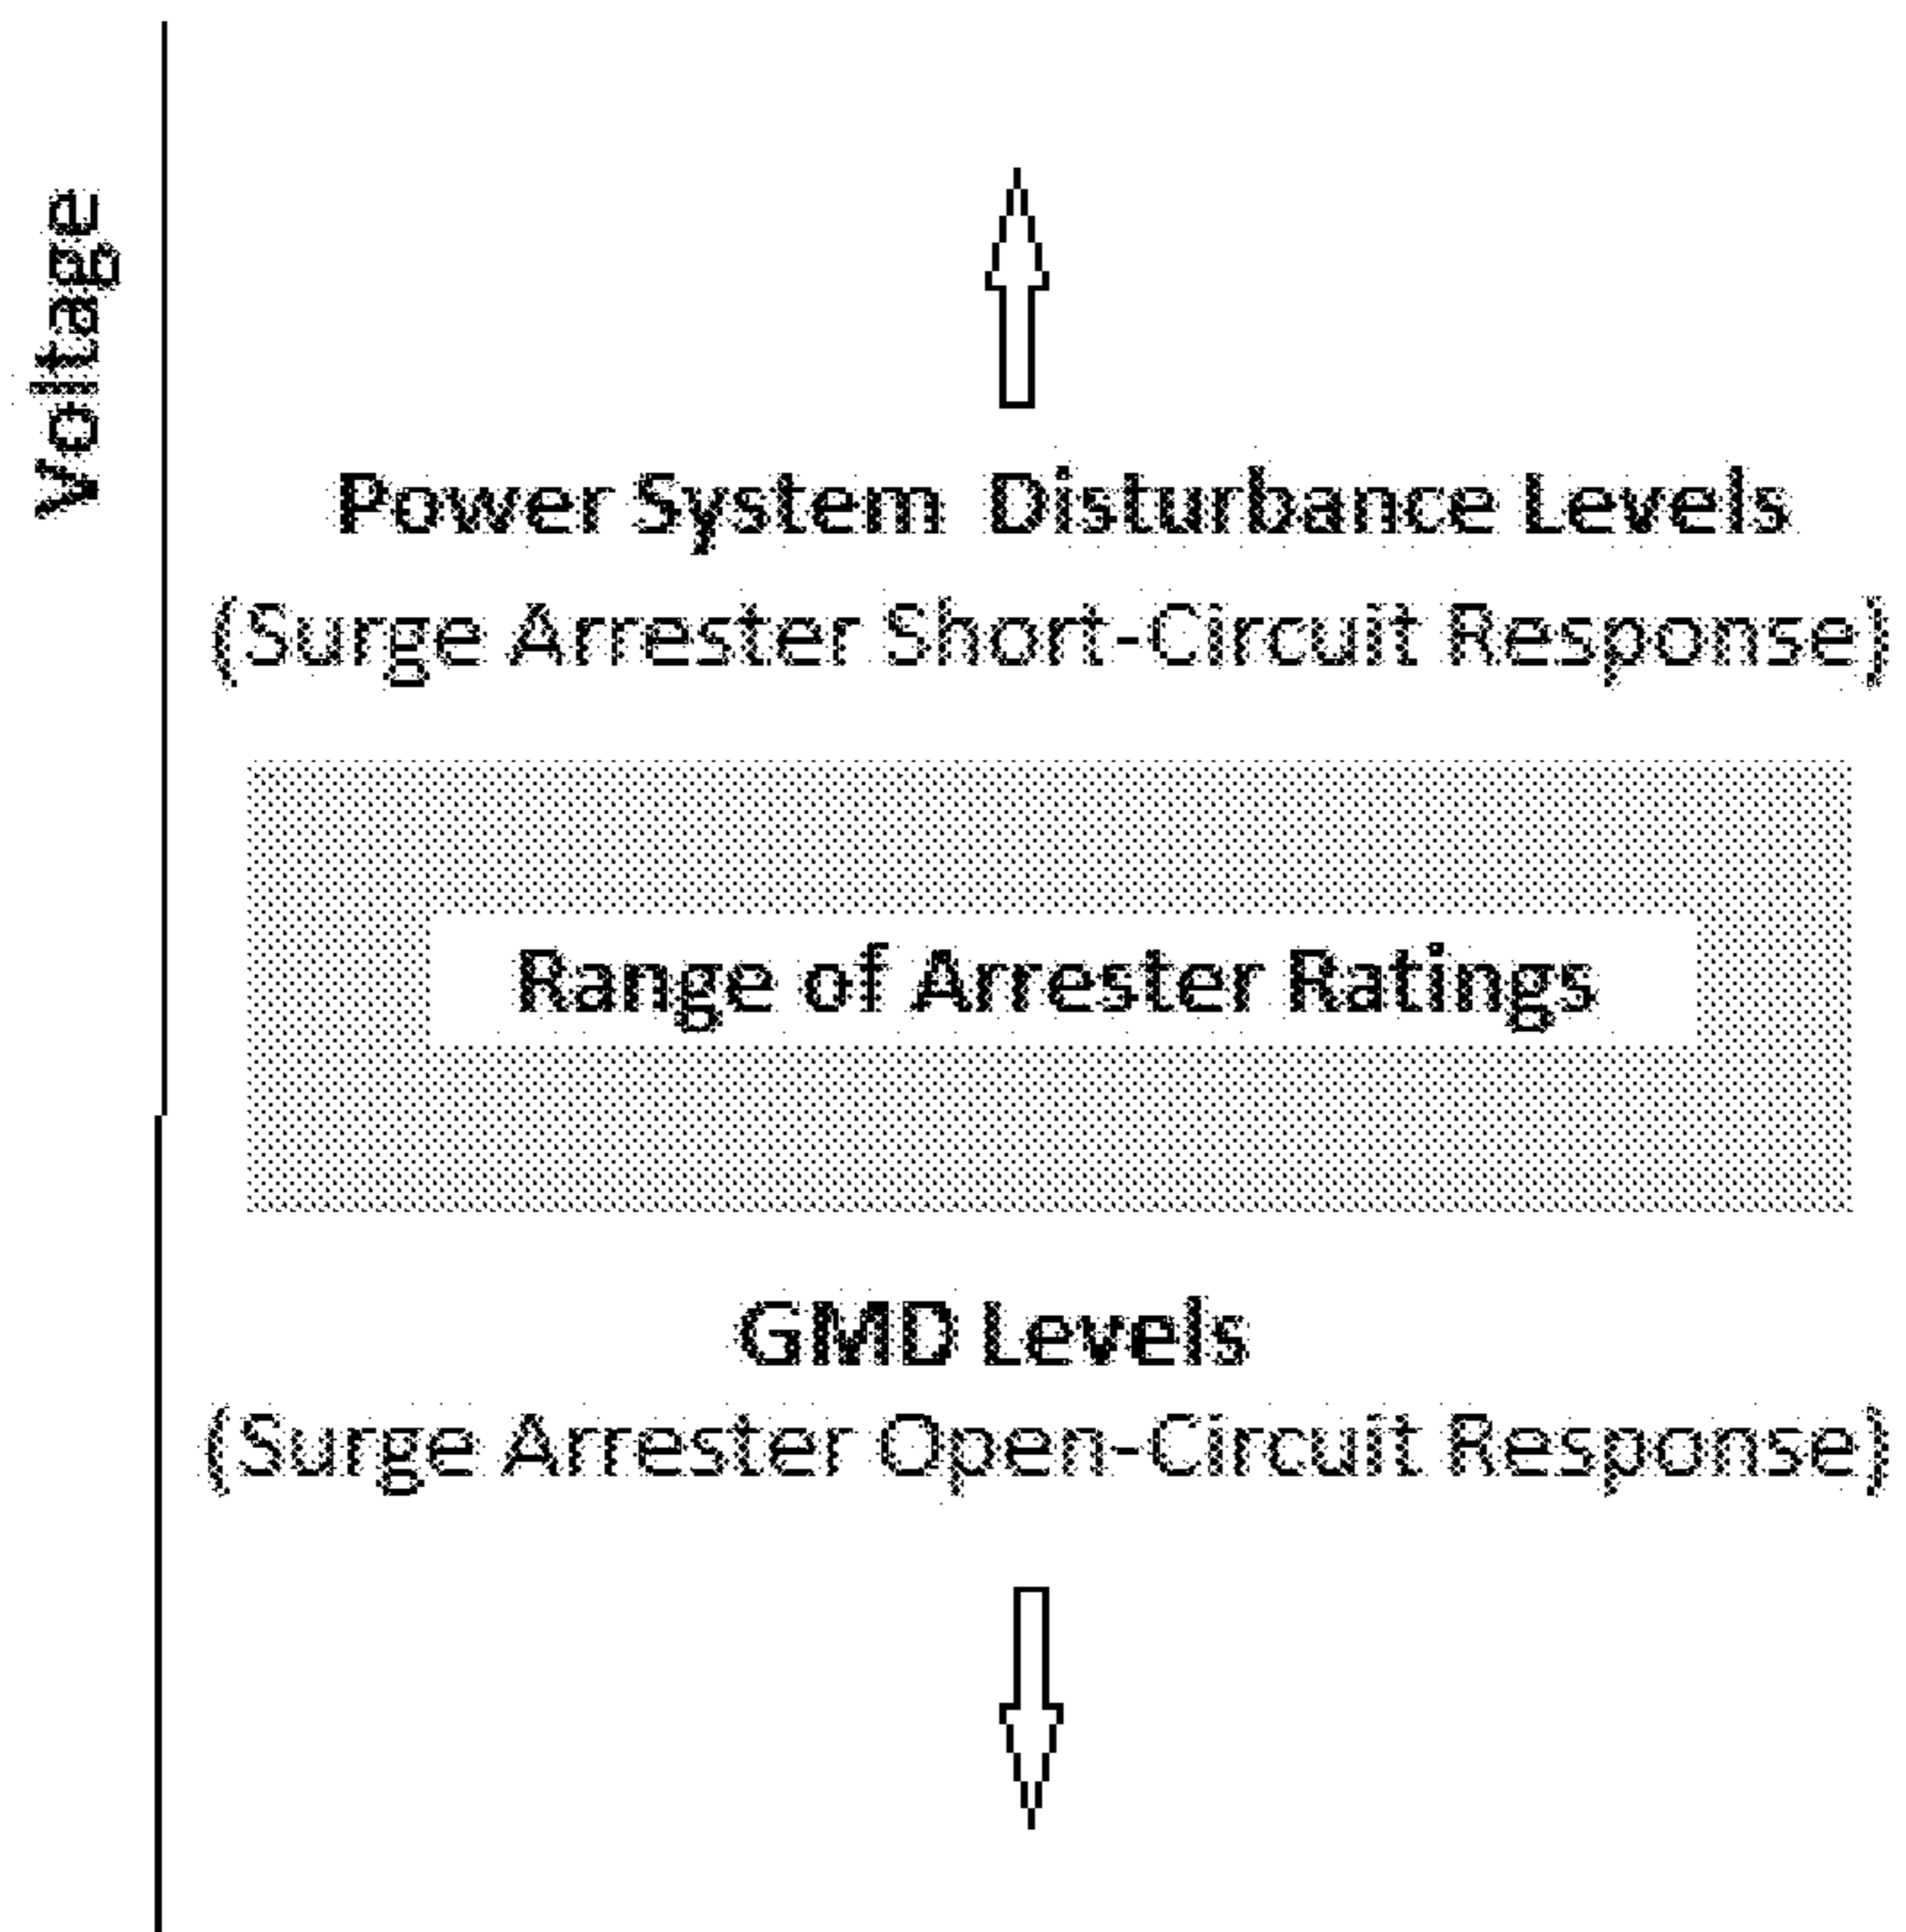 Voltage
Power System Disturbance Levels
(Surge Arrester Short-Circuit Response)
Range of Arrester Ratings
GMD Levels
(Surge Arrester Open-Circuit Response)